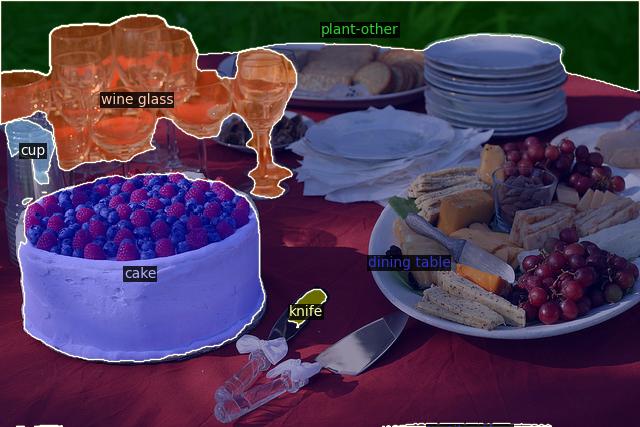 plant-other
wine glass
cup
dining table
cake
knife